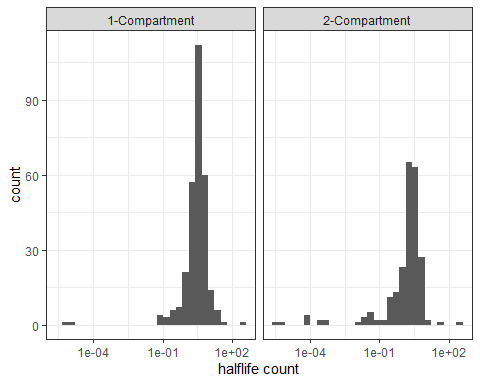 1-Compartment
2-Compartment
count
90
60
30
0
1e-04
1e-01
1e+02
1e-04
1e-01
1e+02
halflife count